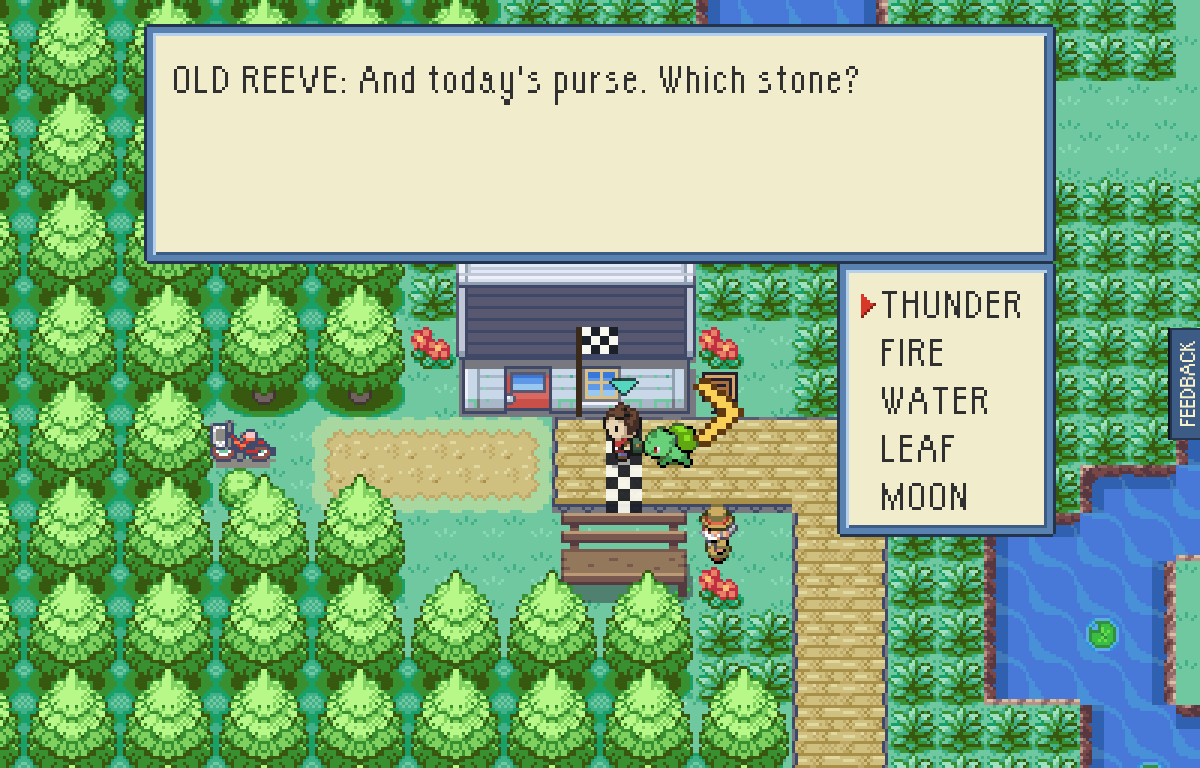 OLD REEVE: And today's purse. Which stone?
THUNDER
FIRE
WATER
LEAF
MOON
FEEDBACK